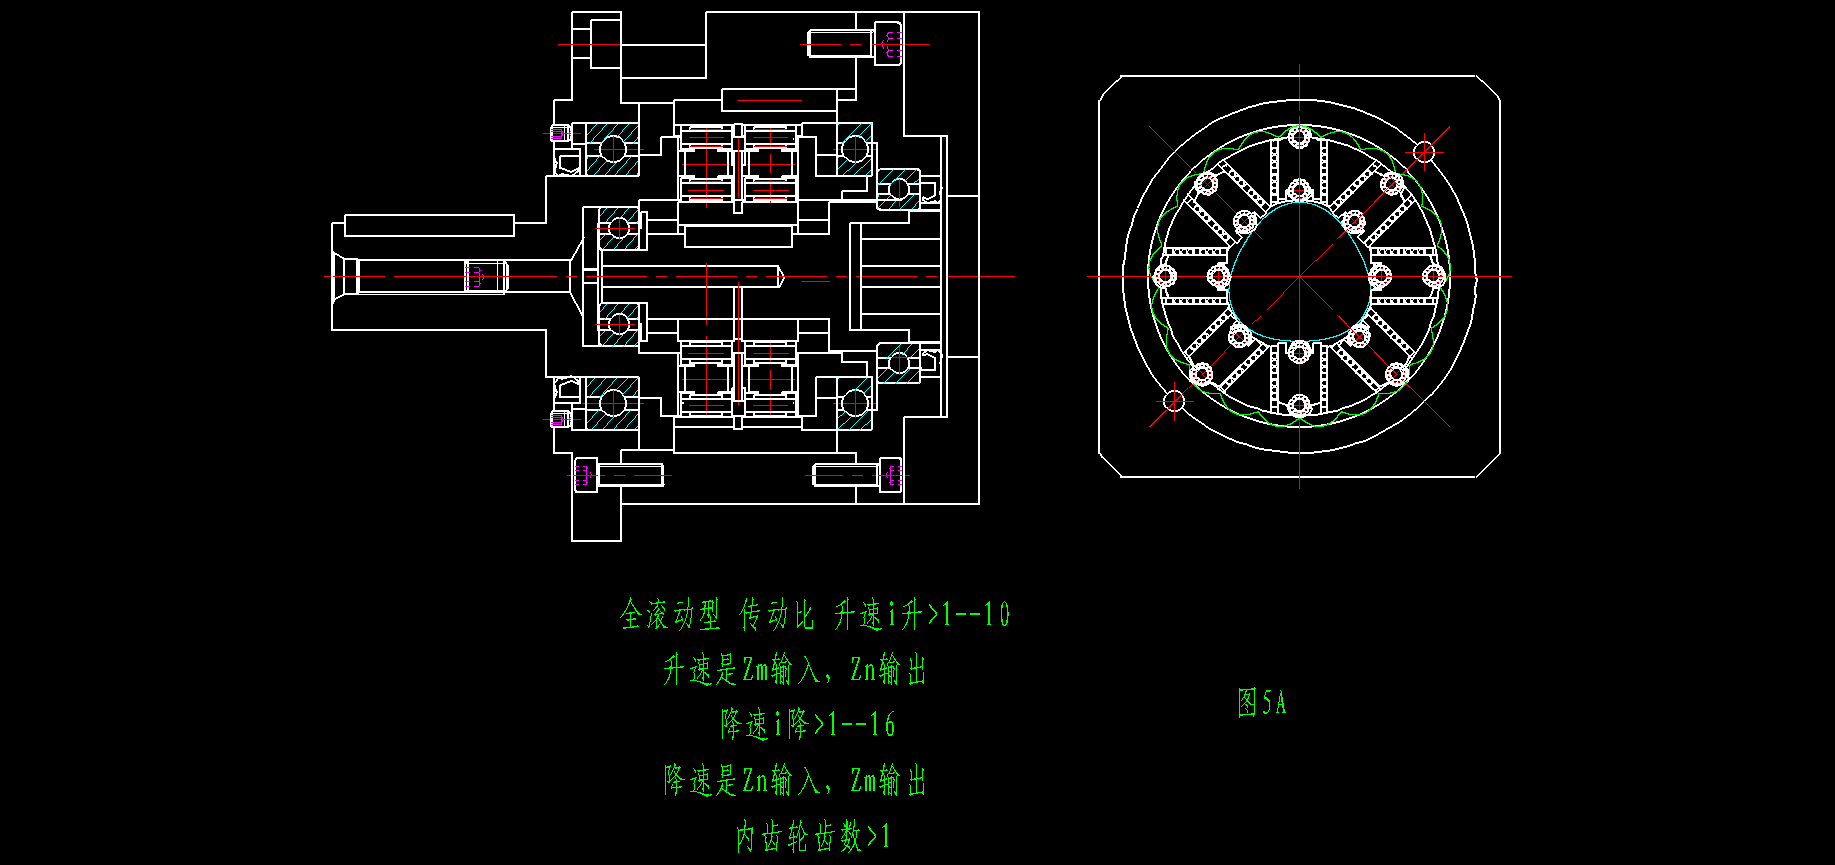 全滚动型 传动比 升速i升>1--10
升速是Zm输入, Zn输出
降速i降>1--16
降速是Zn输入, Zm输出
内齿轮齿数>1
图5A